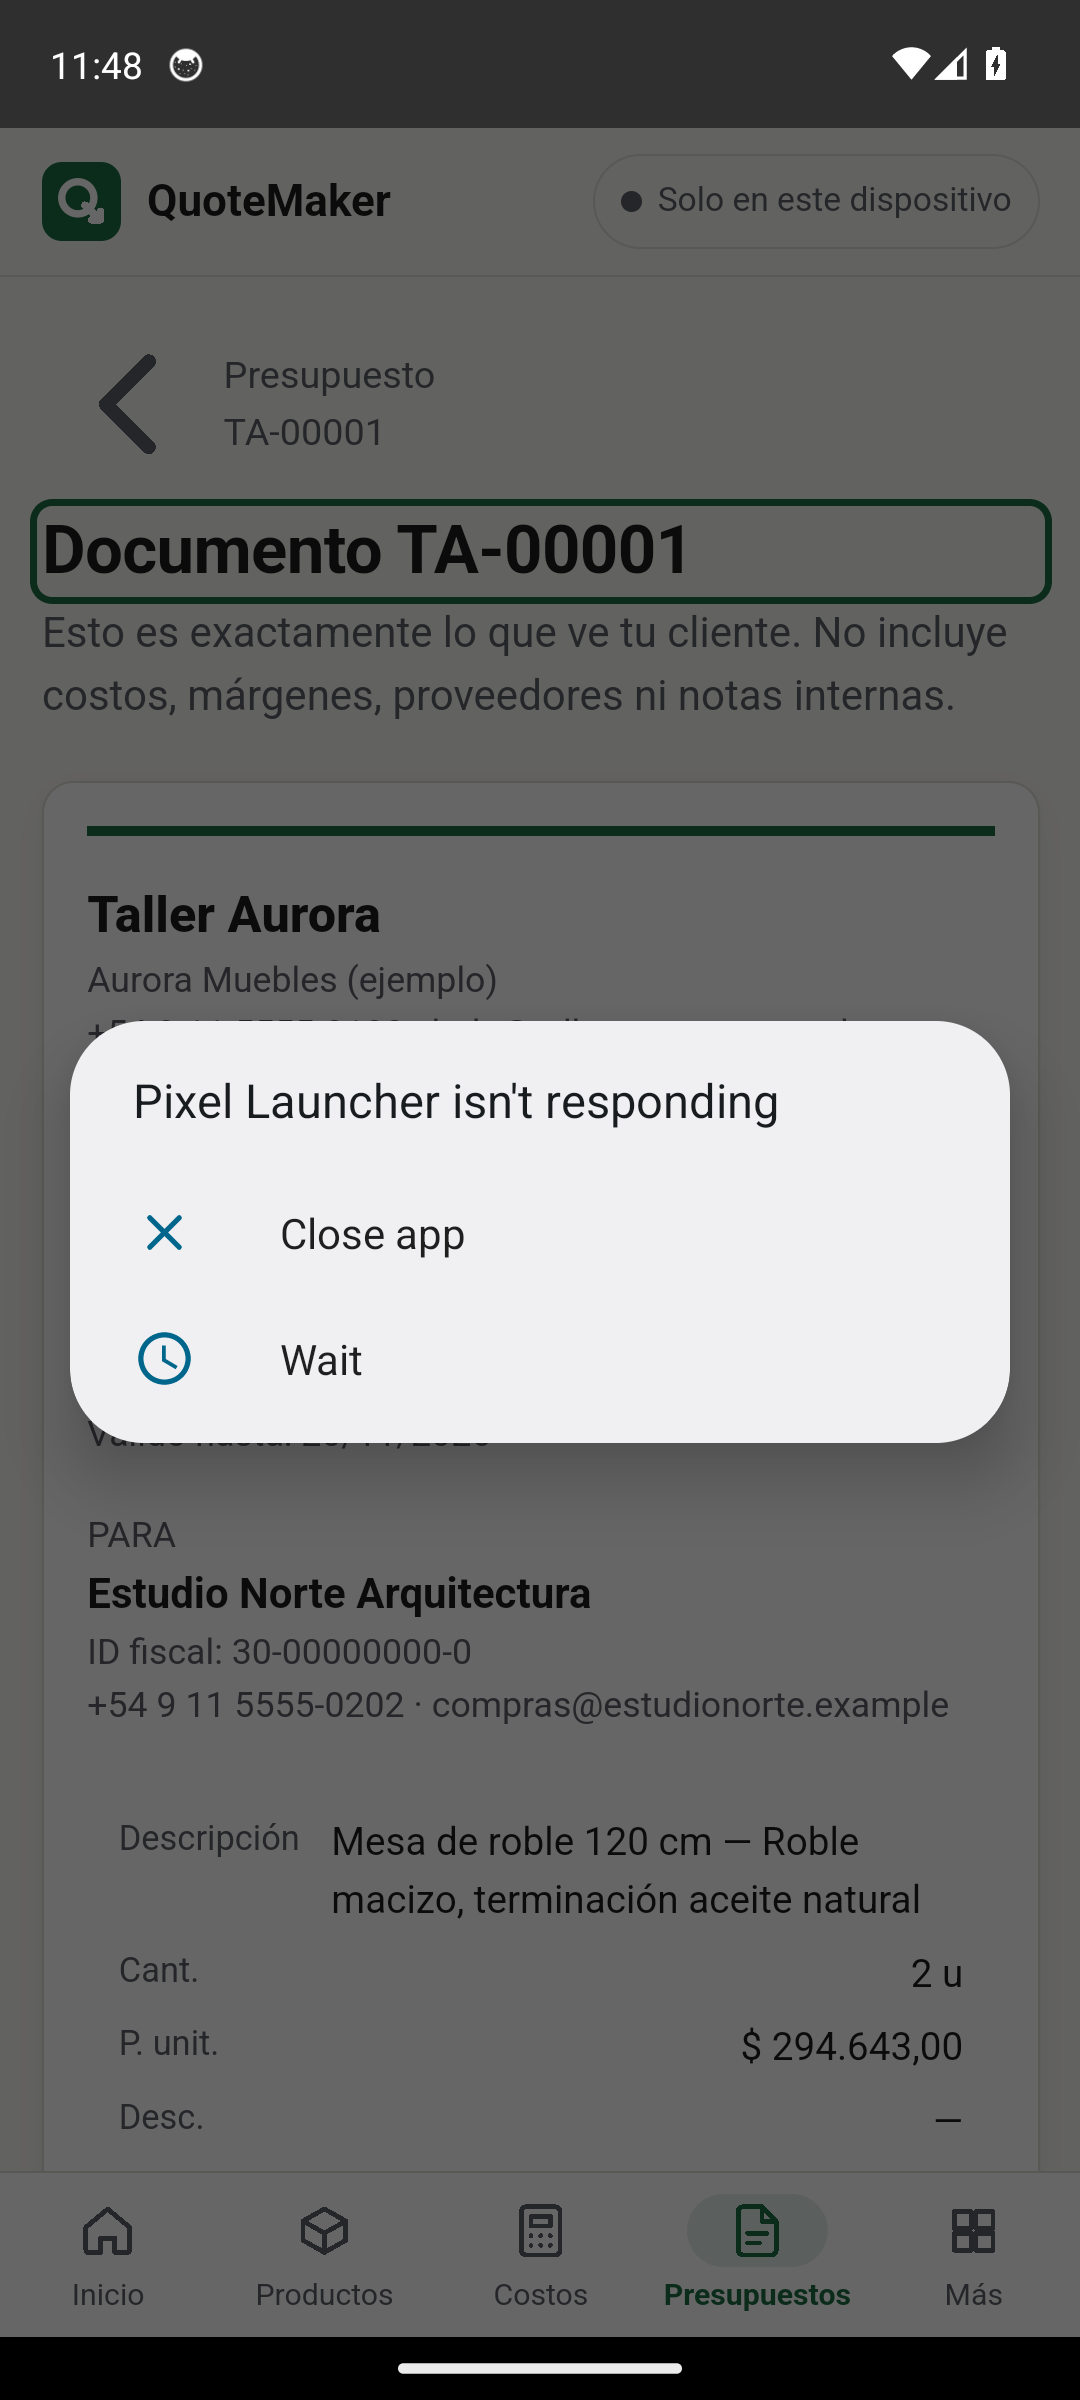 11:48
QuoteMaker
Solo en este dispositivo
Presupuesto
TA-00001
Documento TA-00001
Esto es exactamente lo que ve tu cliente. No incluye
costos, márgenes, proveedores ni notas internas.
Taller Aurora
Aurora Muebles (ejemplo)
Pixel Launcher isn't responding
Close app
Wait
PARA
Estudio Norte Arquitectura
ID fiscal: 30-00000000-0
+54 9 11 5555-0202 · compras@estudionorte.example
Descripción Mesa de roble 120 cm — Roble
macizo, terminación aceite natural
Cant. 2 u
P. unit. $ 294.643,00
Desc. —
Inicio Productos Costos Presupuestos Más